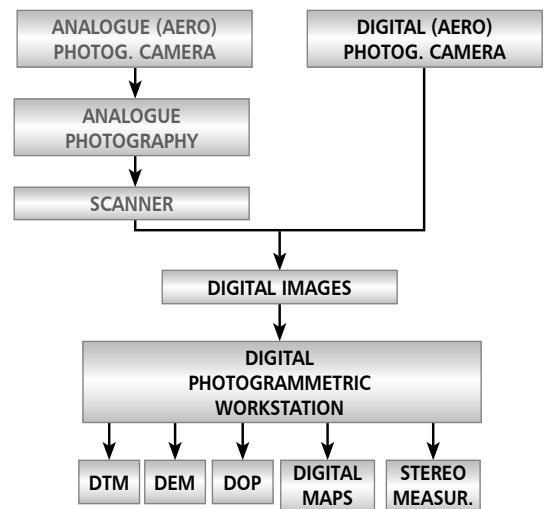 ANALOGUE (AERO)
PHOTOG. CAMERA
DIGITAL (AERO)
PHOTOG. CAMERA
ANALOGUE
PHOTOGRAPHY
SCANNER
DIGITAL IMAGES
DIGITAL
PHOTOGRAMMETRIC
WORKSTATION
DTM
DEM
DOP
DIGITAL
MAPS
STEREO
MEASUR.